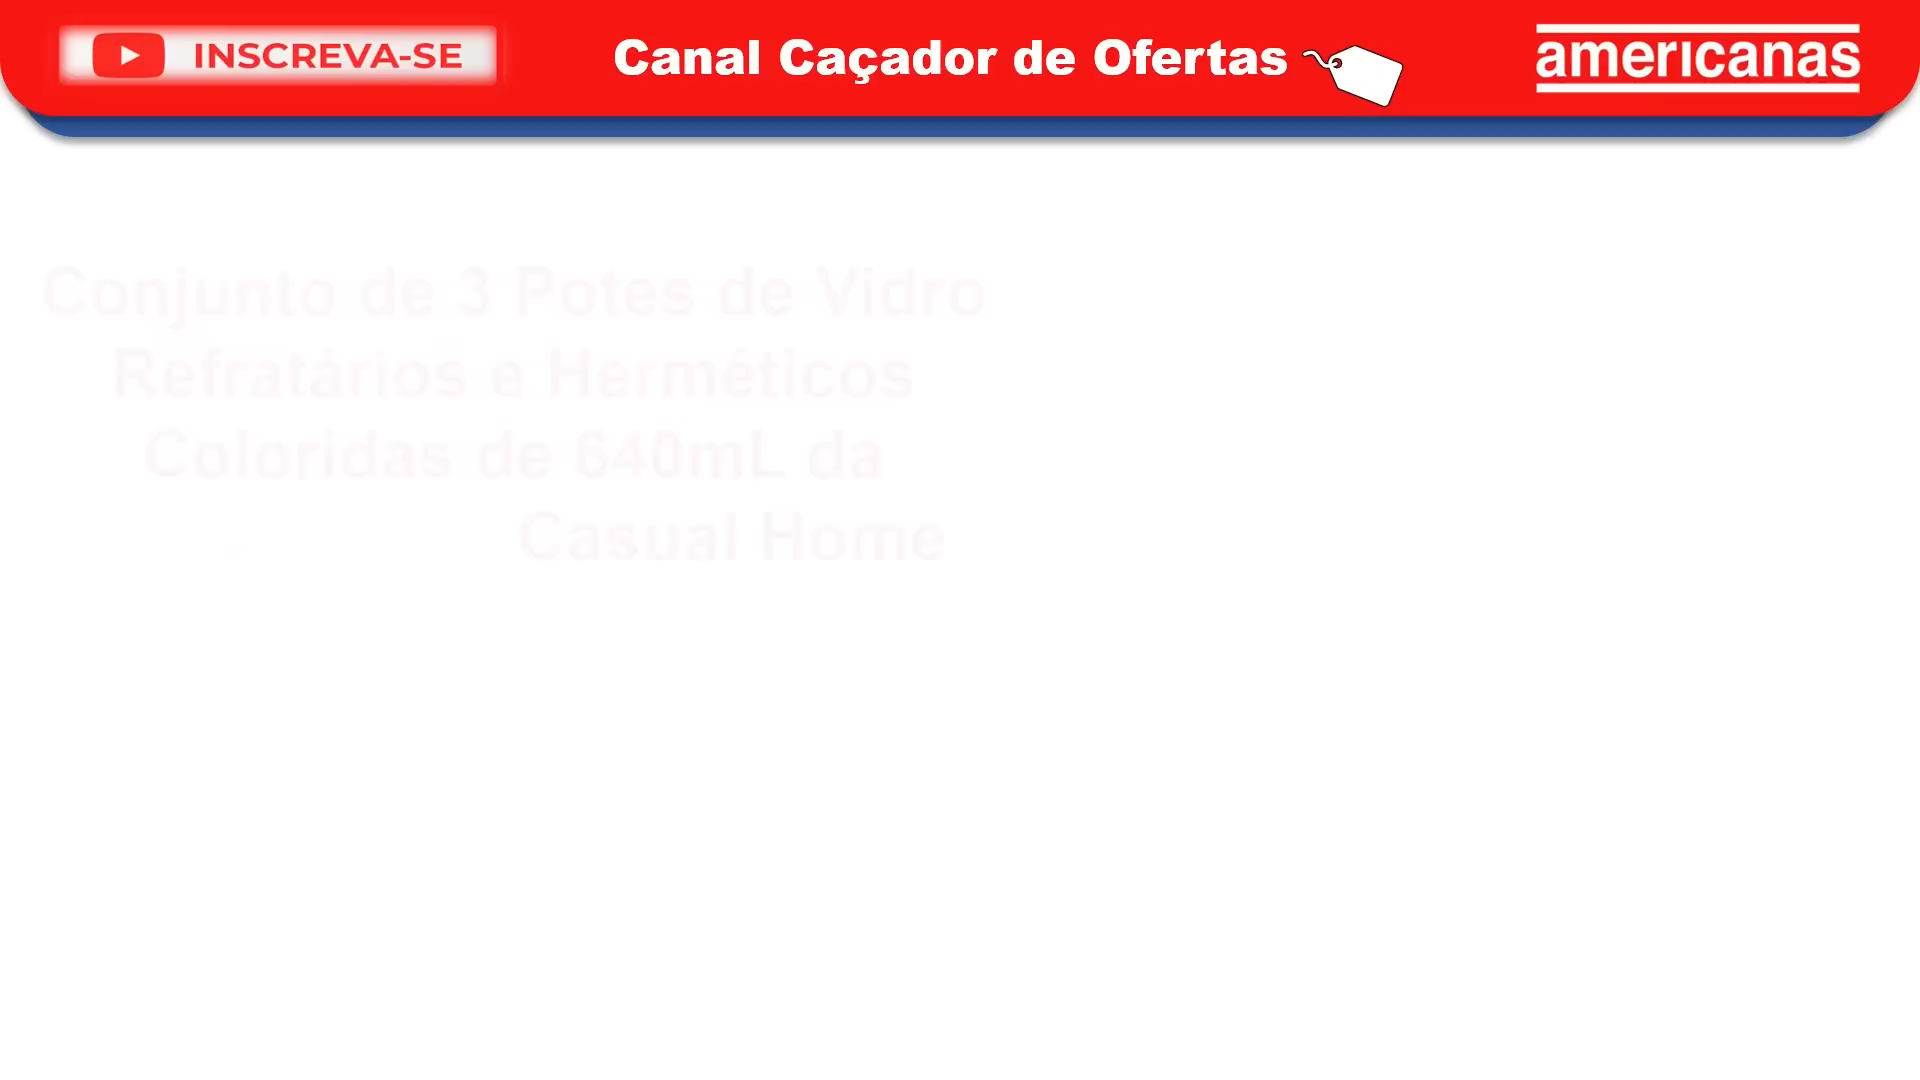 INSCREVA-SE
Canal Caçador de Ofertas
americanas
Conjunto de 3 Potes de Vidro
Refratários e Herméticos
Coloridas de 640mL da
Casual Home